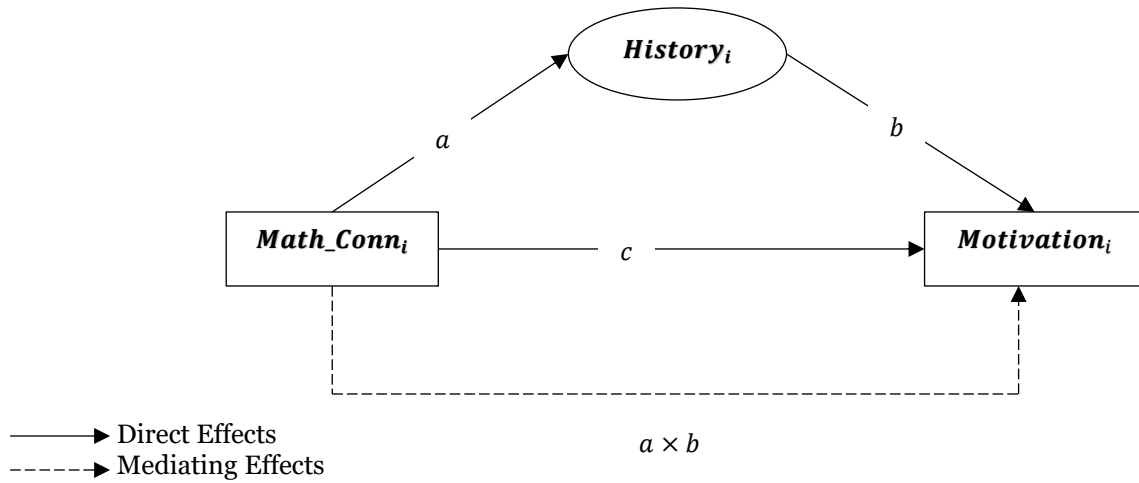 History_i
a
b
Math_Conn_i
c
Motivation_i
Direct Effects
a × b
Mediating Effects